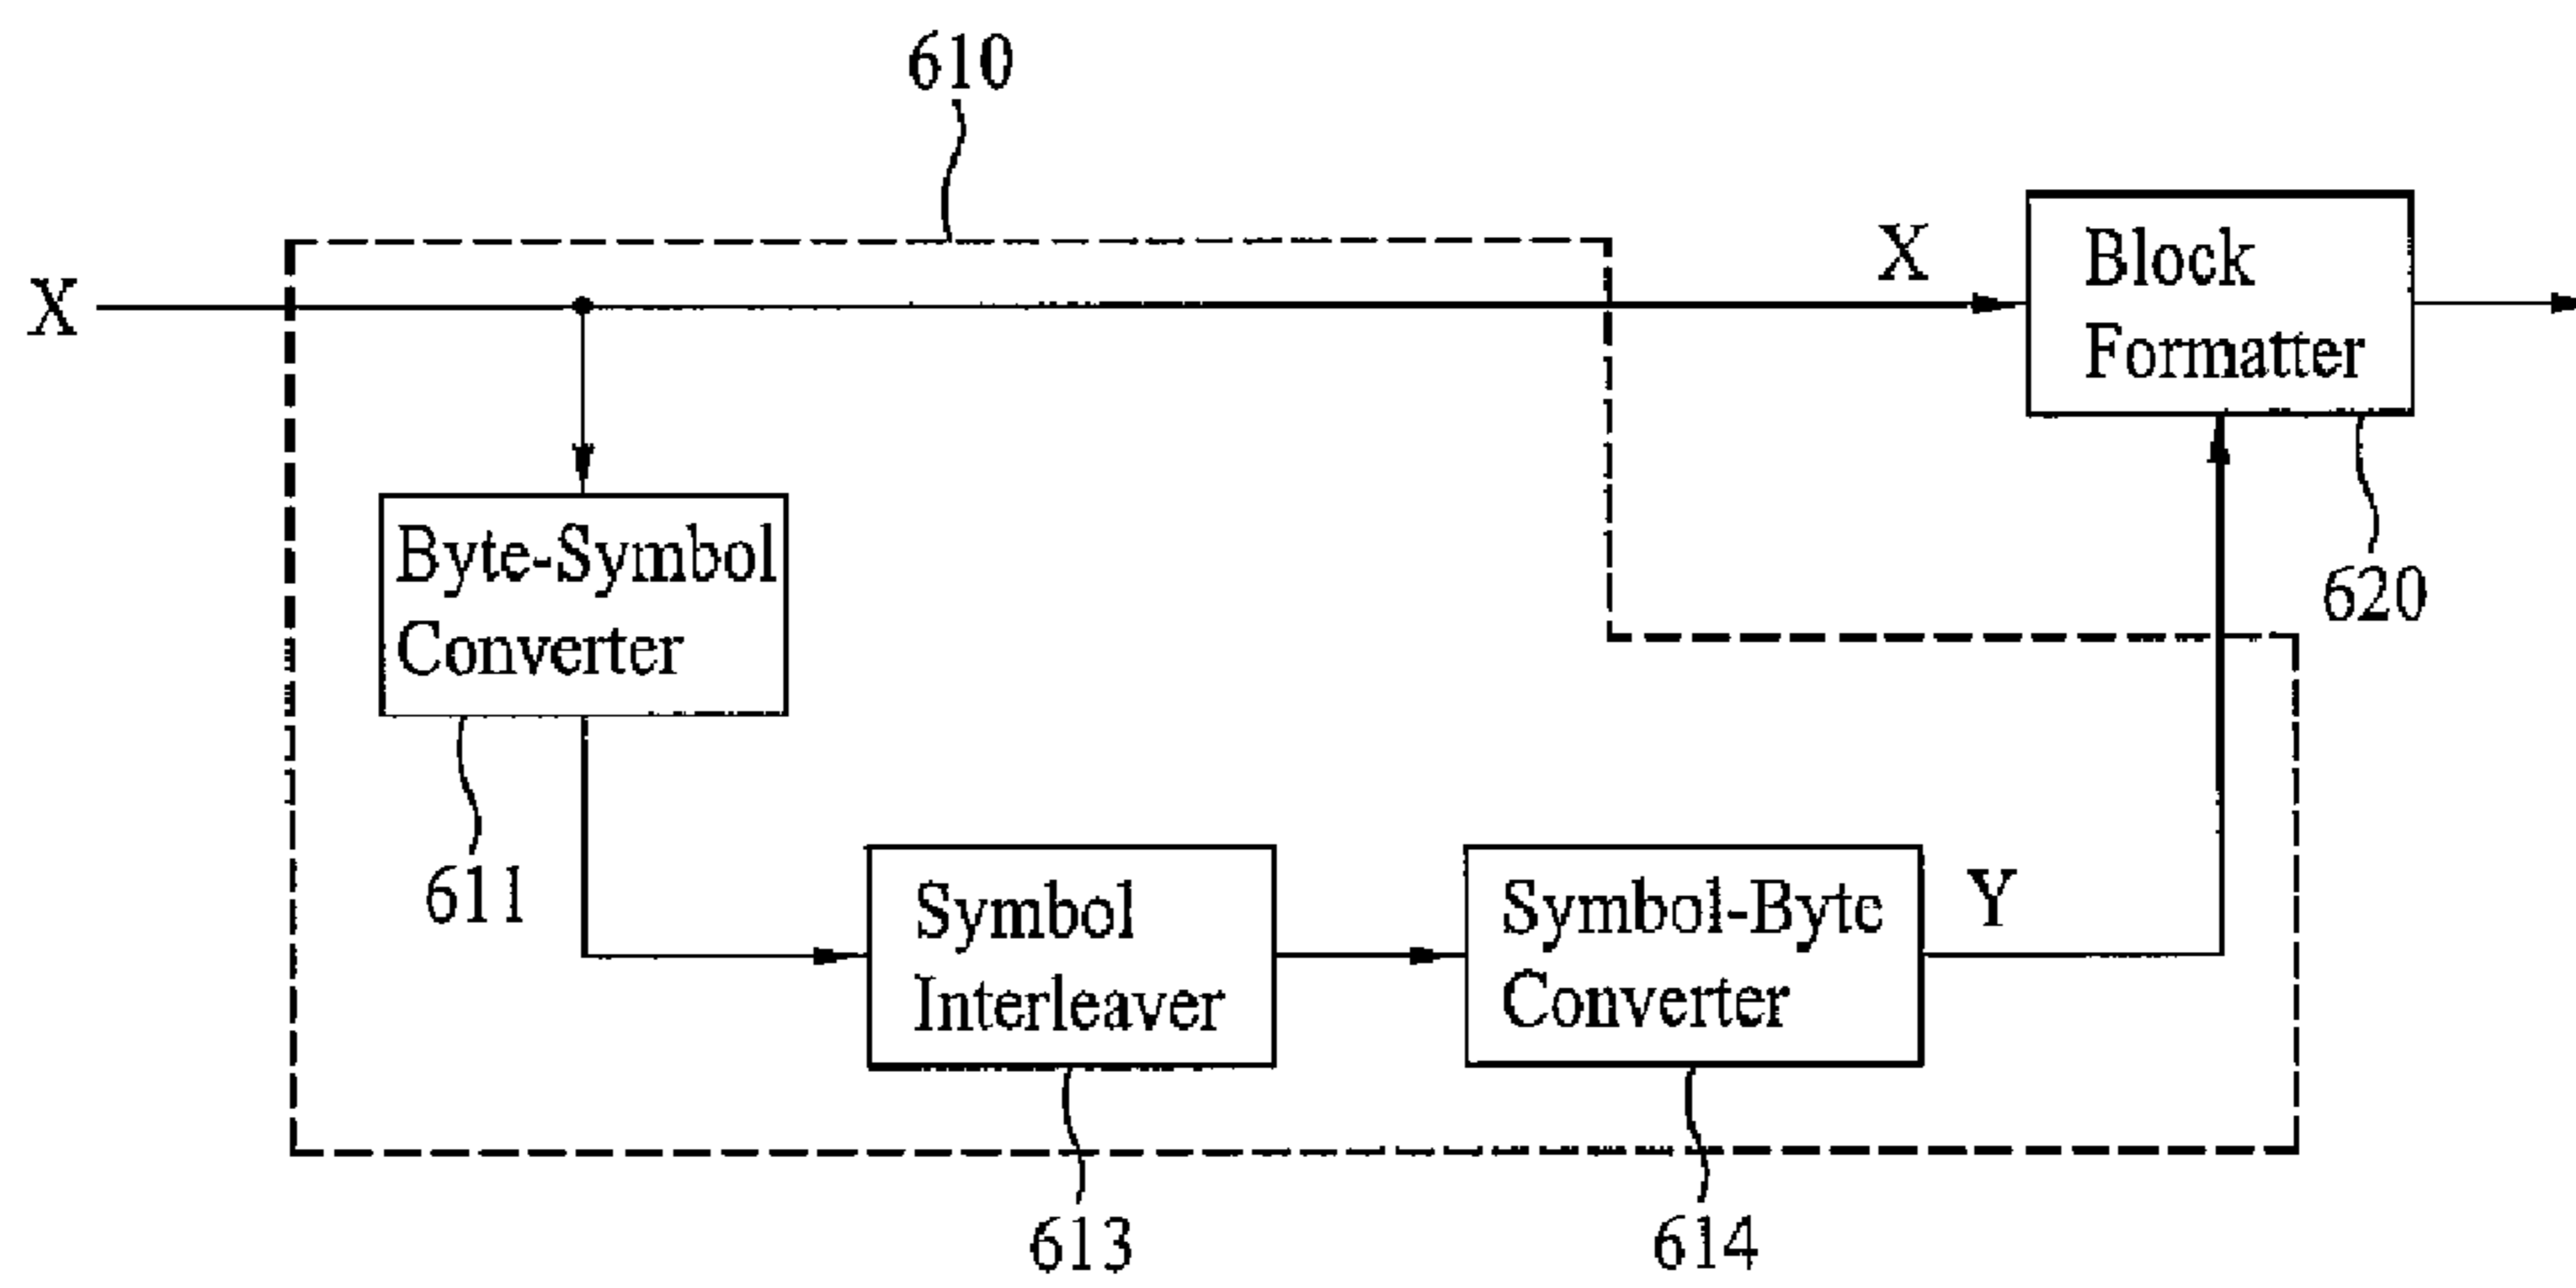 610
X
X
Block
Formatter
Byte-Symbol
Converter
620
611
Symbol
Interleaver
Symbol-Byte
Converter
Y
613
614